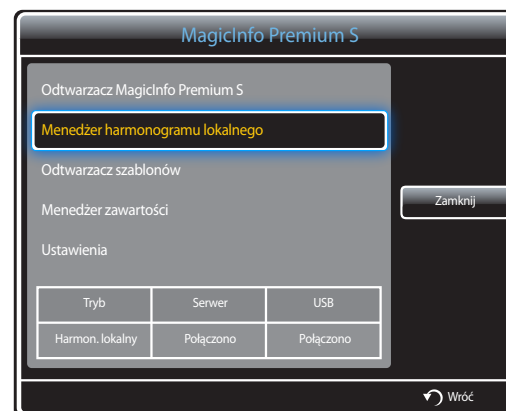 MagicInfo Premium S
Odtwarzacz MagicInfo Premium S
Menedżer harmonogramu lokalnego
Odtwarzacz szablonów
Menedżer zawartości
Ustawienia
Zamknij
Tryb Serwer USB
Harmon. lokalny Połączono Połączono
Wróć